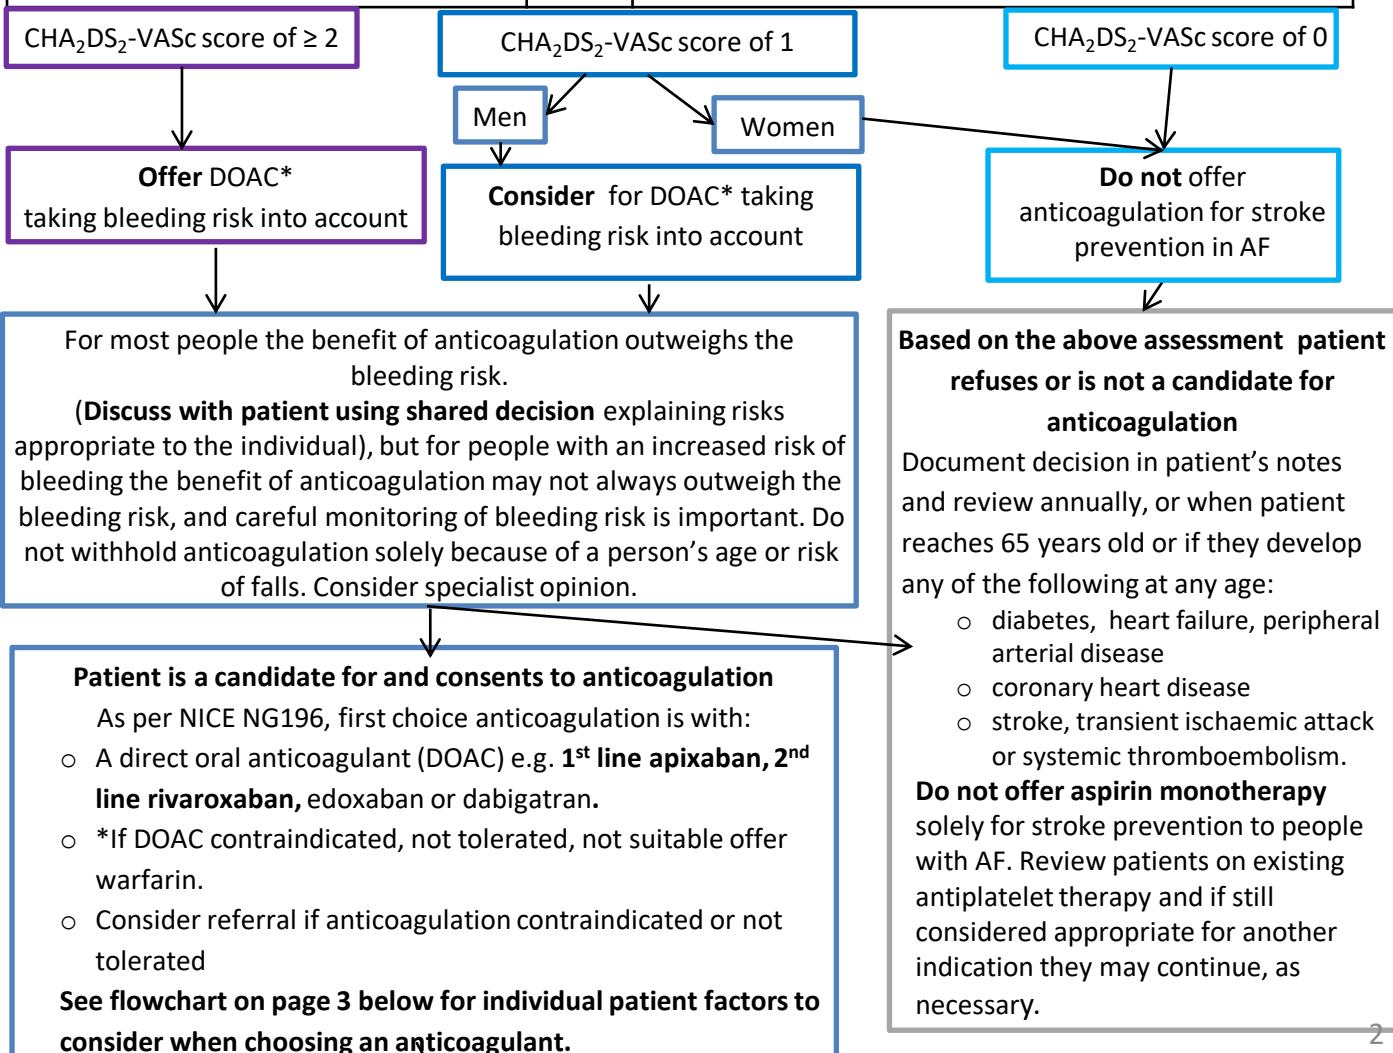 CHA₂DS₂-VASc score of ≥ 2
CHA₂DS₂-VASc score of 1
CHA₂DS₂-VASc score of 0
Men
Women
Offer DOAC*
taking bleeding risk into account
Consider for DOAC* taking
bleeding risk into account
Do not offer
anticoagulation for stroke
prevention in AF
For most people the benefit of anticoagulation outweighs the
bleeding risk.
(Discuss with patient using shared decision explaining risks
appropriate to the individual), but for people with an increased risk of
bleeding the benefit of anticoagulation may not always outweigh the
bleeding risk, and careful monitoring of bleeding risk is important. Do
not withhold anticoagulation solely because of a person’s age or risk
of falls. Consider specialist opinion.
Patient is a candidate for and consents to anticoagulation
As per NICE NG196, first choice anticoagulation is with:
o A direct oral anticoagulant (DOAC) e.g. 1st line apixaban, 2nd
line rivaroxaban, edoxaban or dabigatran.
o *If DOAC contraindicated, not tolerated, not suitable offer
warfarin.
o Consider referral if anticoagulation contraindicated or not
tolerated
See flowchart on page 3 below for individual patient factors to
consider when choosing an anticoagulant.
Based on the above assessment patient
refuses or is not a candidate for
anticoagulation
Document decision in patient’s notes
and review annually, or when patient
reaches 65 years old or if they develop
any of the following at any age:
o diabetes, heart failure, peripheral
arterial disease
o coronary heart disease
o stroke, transient ischaemic attack
or systemic thromboembolism.
Do not offer aspirin monotherapy
solely for stroke prevention to people
with AF. Review patients on existing
antiplatelet therapy and if still
considered appropriate for another
indication they may continue, as
necessary.
2